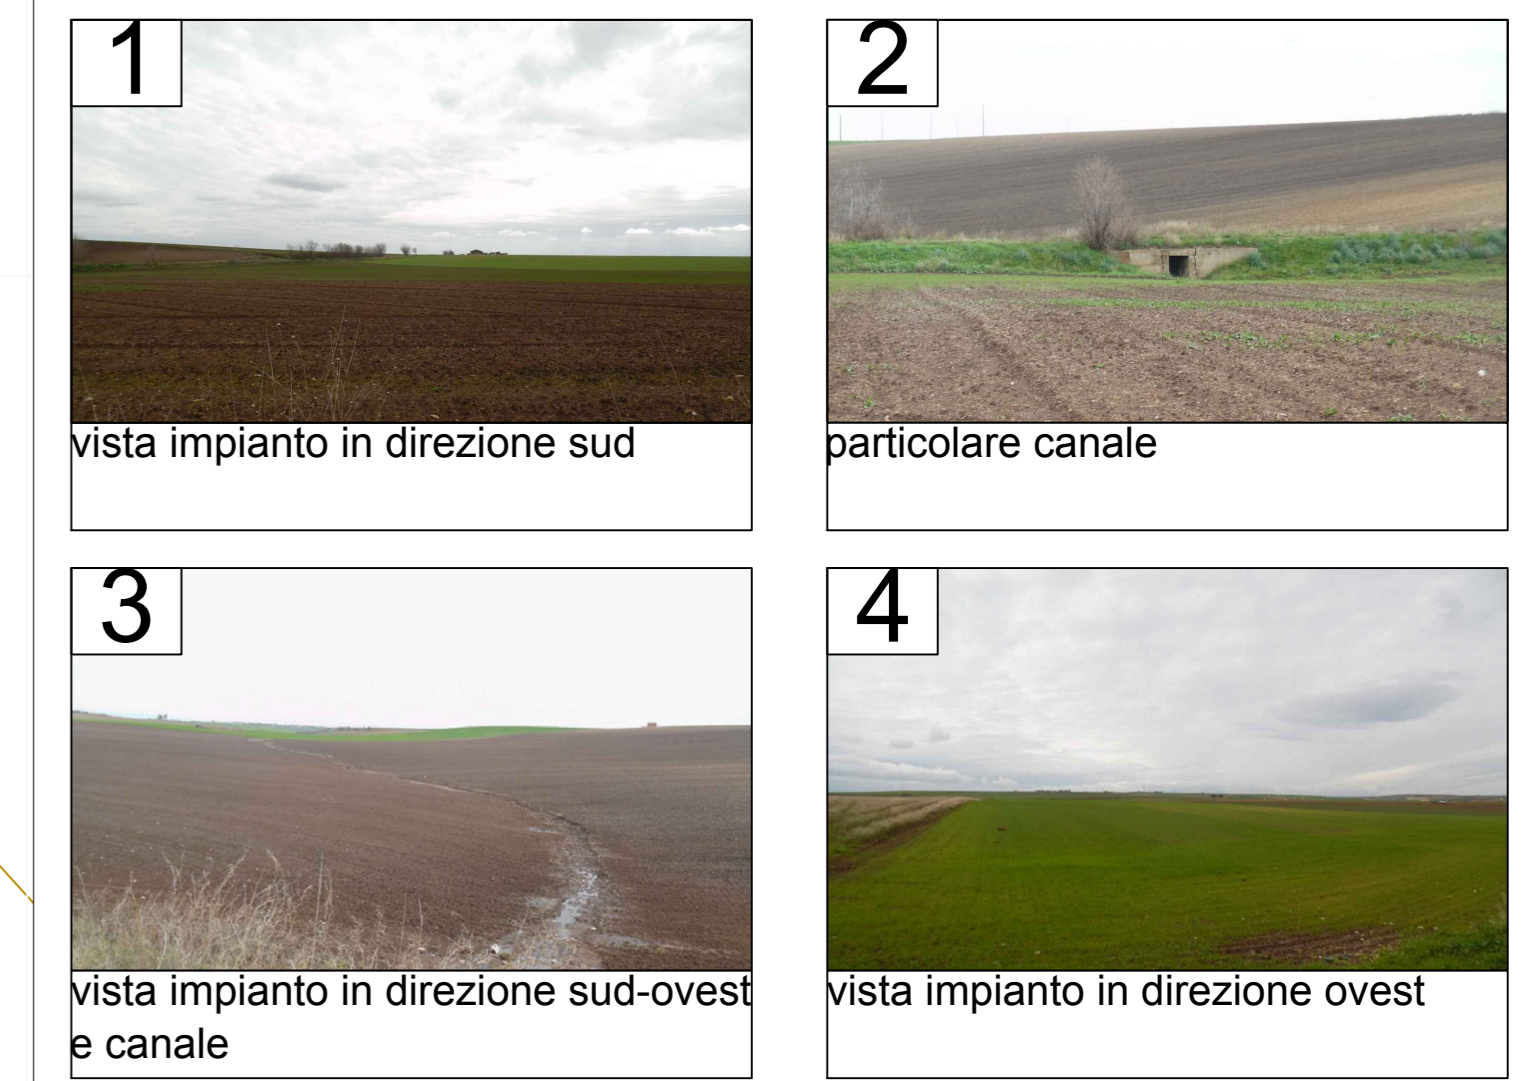 1
vista impianto in direzione sud
2
particolare canale
3
vista impianto in direzione sud-ovest
e canale
4
vista impianto in direzione ovest